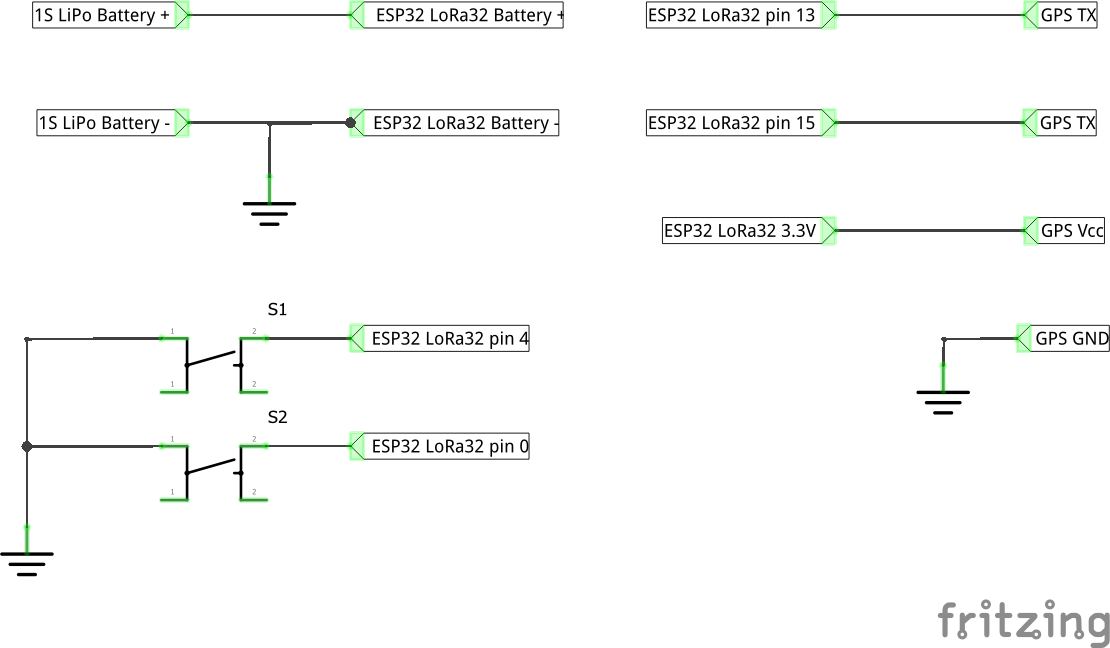 1S LiPo Battery +
ESP32 LoRa32 Battery +
ESP32 LoRa32 pin 13
GPS TX
1S LiPo Battery -
ESP32 LoRa32 Battery -
ESP32 LoRa32 pin 15
GPS TX
ESP32 LoRa32 3.3V
GPS Vcc
S1
1
2
ESP32 LoRa32 pin 4
GPS GND
1
2
S2
1
2
ESP32 LoRa32 pin 0
1
2
fritzing